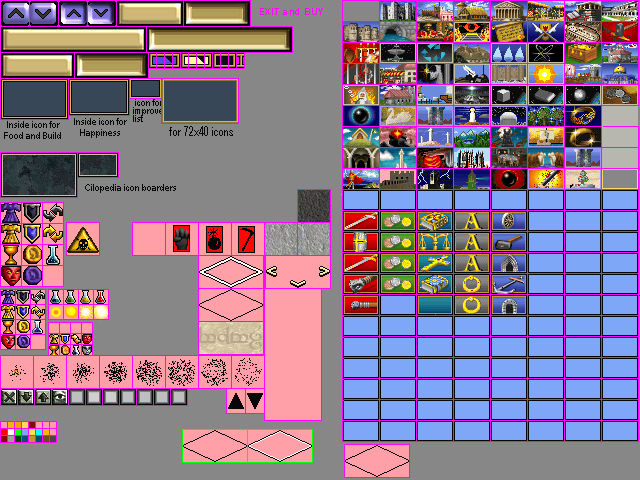 EXIT and BUY
Inside icon for
Food and Build
Inside icon for
Happiness
icon for
improve
list
for 72x40 icons
Cilopedia icon boarders
A
A
A